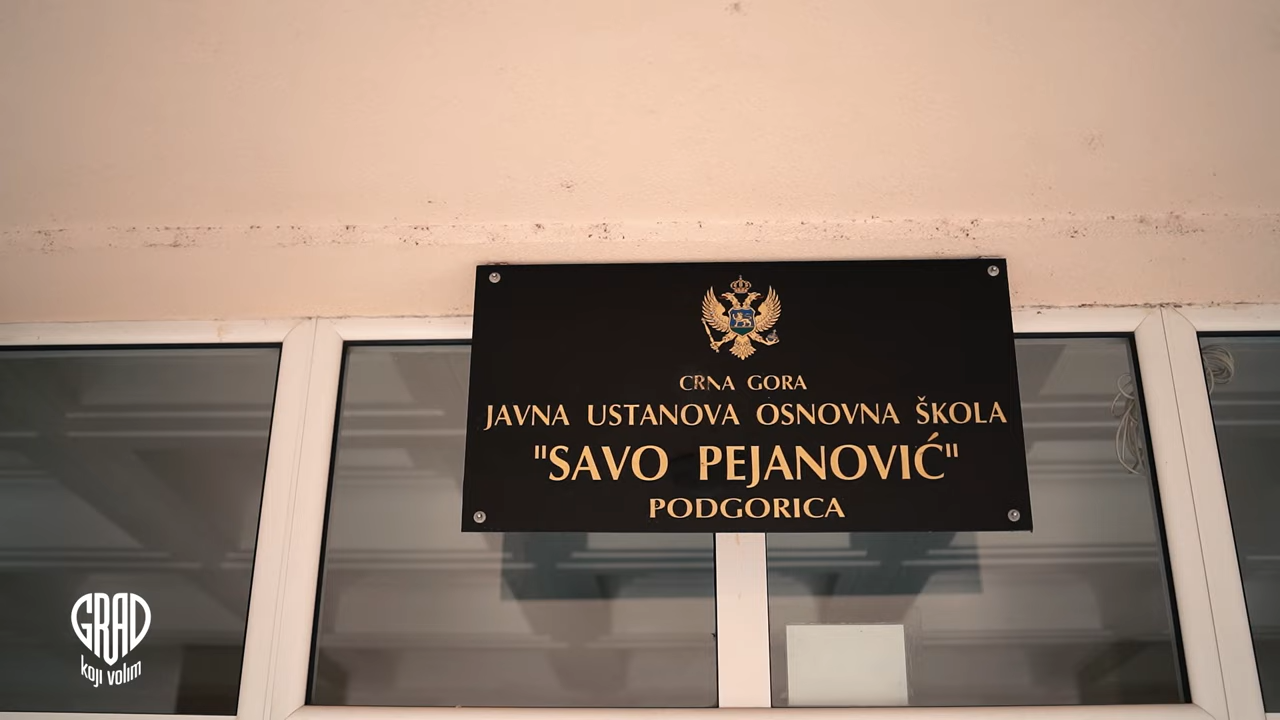 CRNA GORA
JAVNA USTANOVA OSNOVNA ŠKOLA
"SAVO PEJANOVIĆ"
PODGORICA
GRAD
koji volim